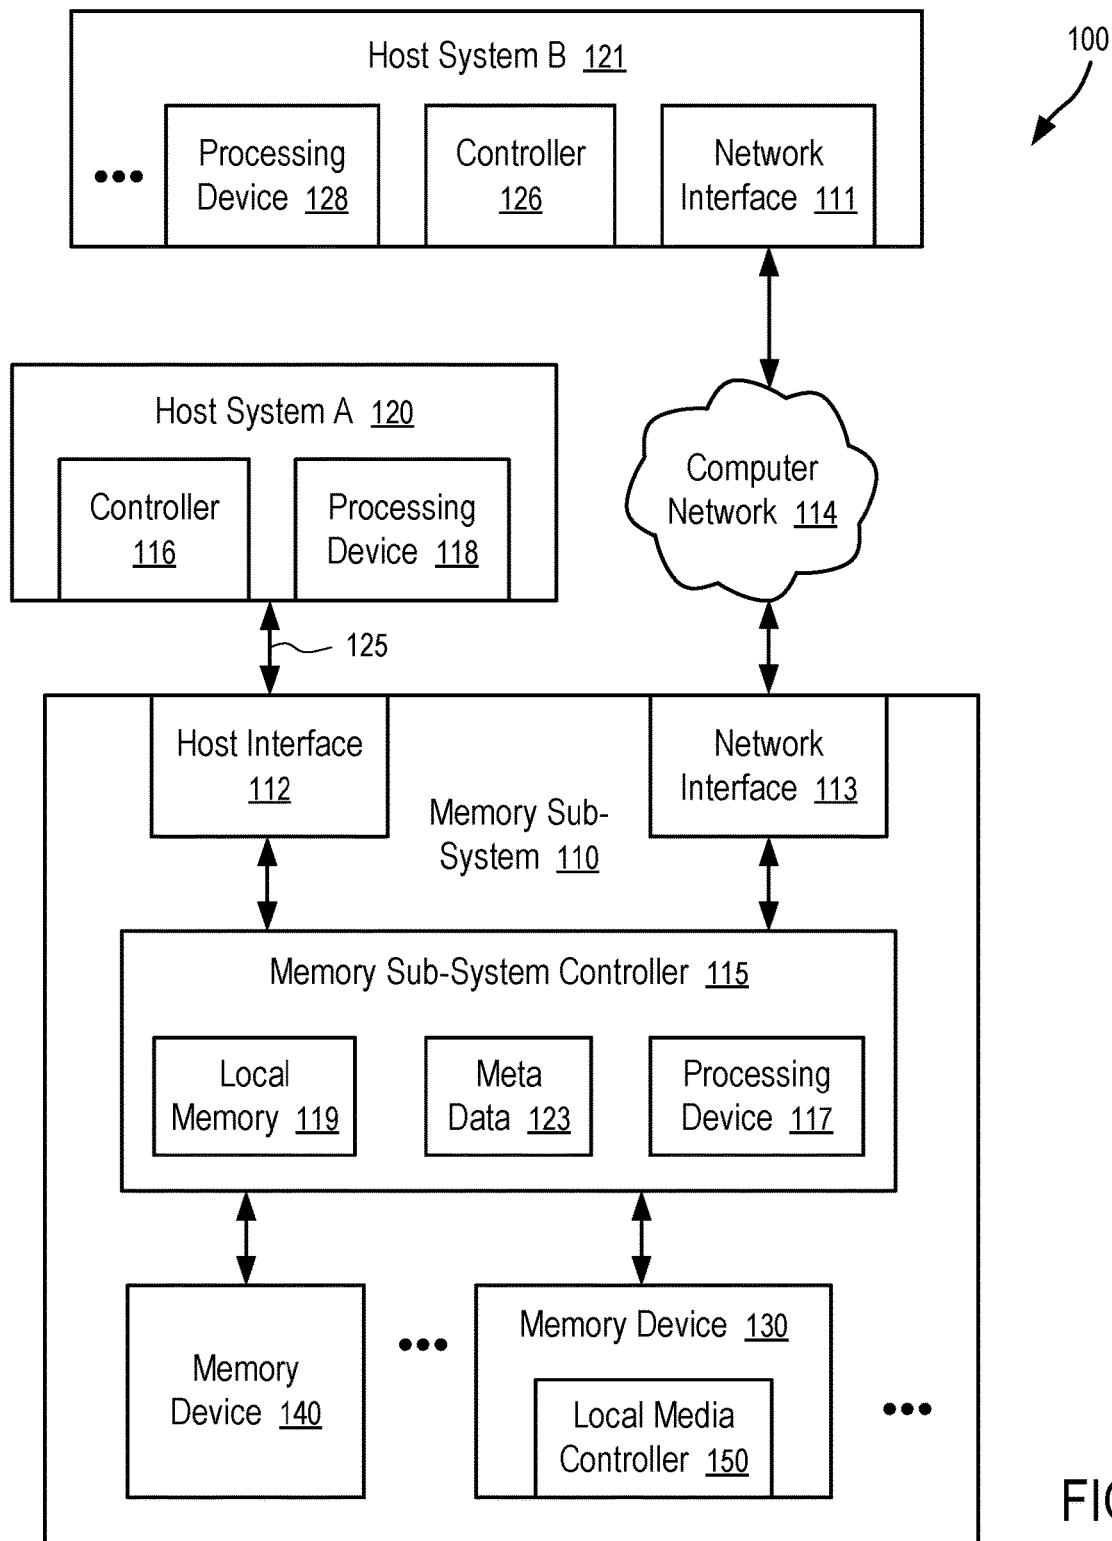 Host System B 121
100
Processing
Device 128
Controller
126
Network
Interface 111
Host System A 120
Controller
116
Processing
Device 118
Computer
Network 114
125
Host Interface
112
Network
Interface 113
Memory Sub-
System 110
Memory Sub-System Controller 115
Local
Memory 119
Meta
Data 123
Processing
Device 117
Memory
Device 140
Memory Device 130
Local Media
Controller 150
FIG